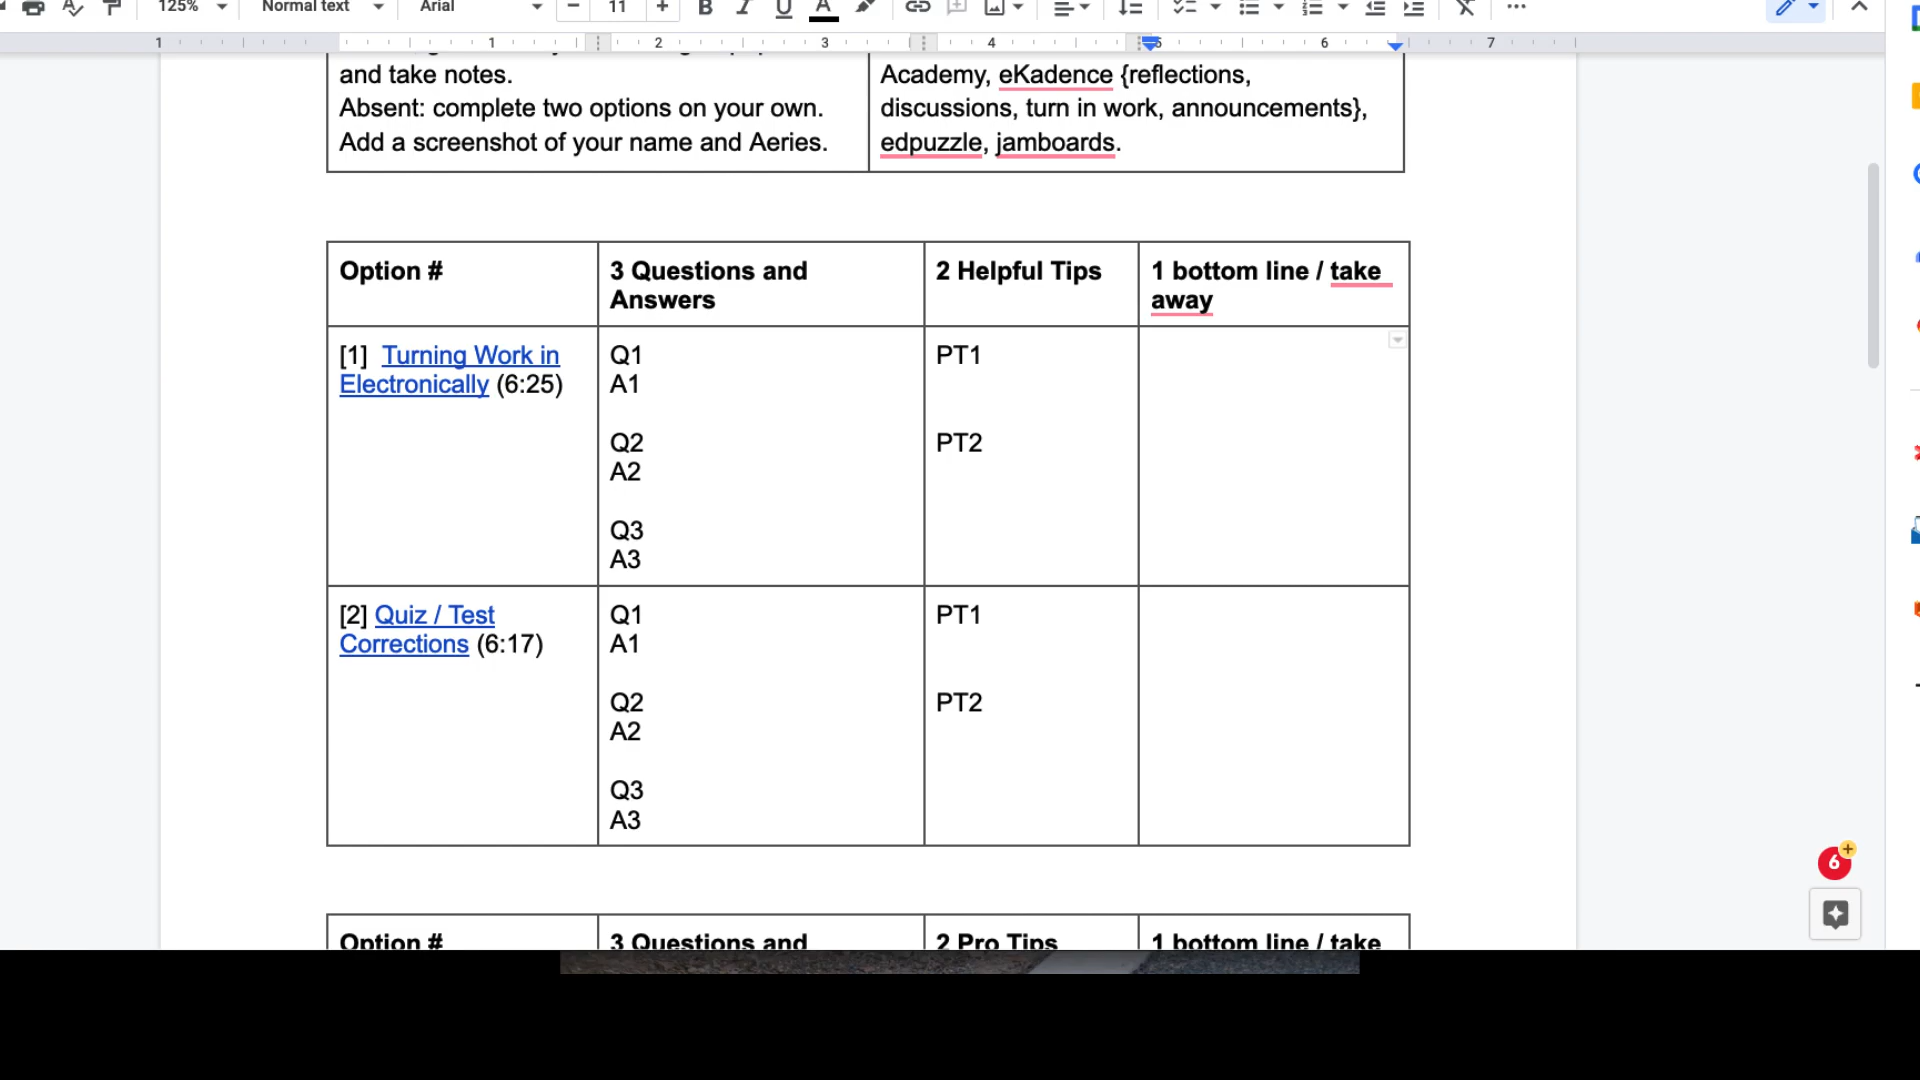 125% Normal text Arial 11 B I U A
1 1 2 3 4 5 6 7
and take notes.
Absent: complete two options on your own.
Add a screenshot of your name and Aeries.
Academy, eKadence {reflections,
discussions, turn in work, announcements},
edpuzzle, jamboards.
Option #
3 Questions and
Answers
2 Helpful Tips
1 bottom line / take
away
[1] Turning Work in
Electronically (6:25)
Q1
A1
Q2
A2
Q3
A3
PT1
PT2
[2] Quiz / Test
Corrections (6:17)
Q1
A1
Q2
A2
Q3
A3
PT1
PT2
6
Option #
3 Questions and
2 Pro Tips
1 bottom line / take